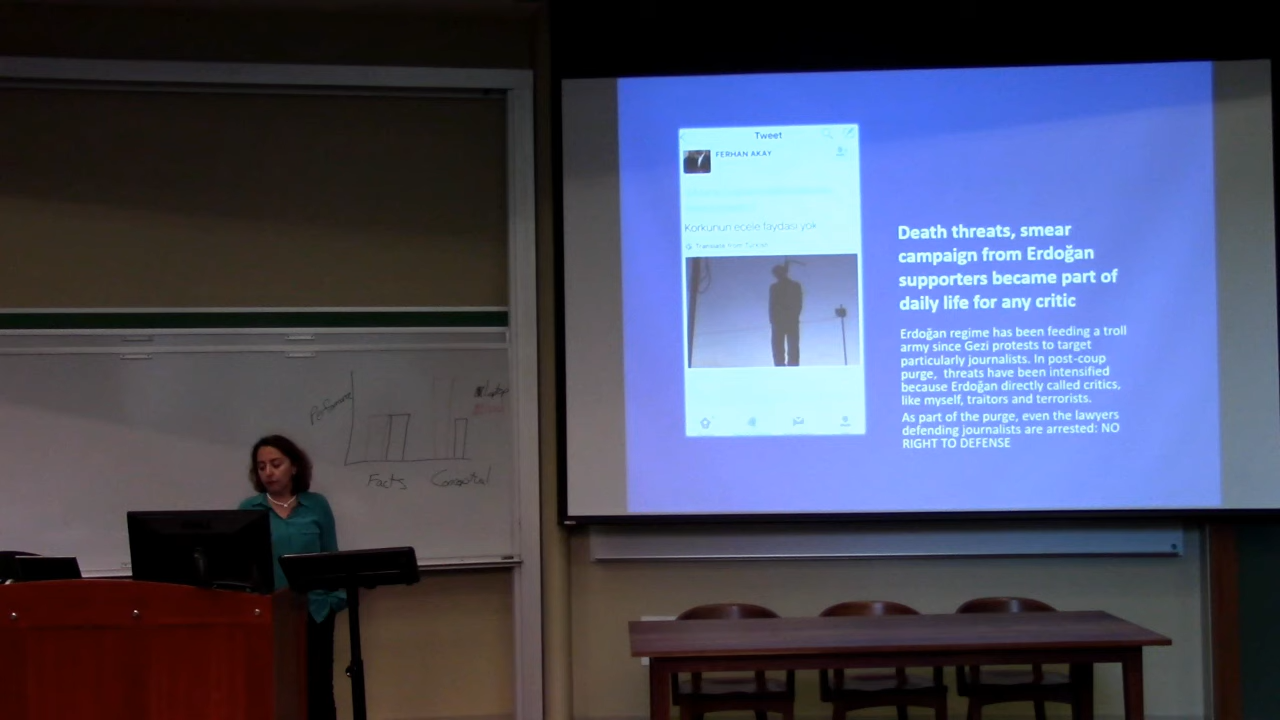 Performance
Facts
Conceptual
Tweet
FERHAN AKAY
Korkunun ecele faydası yok
Translate from Turkish
Death threats, smear
campaign from Erdoğan
supporters became part of
daily life for any critic
Erdoğan regime has been feeding a troll
army since Gezi protests to target
particularly journalists. In post-coup
purge, threats have been intensified
because Erdoğan directly called critics,
like myself, traitors and terrorists.
As part of the purge, even the lawyers
defending journalists are arrested: NO
RIGHT TO DEFENSE